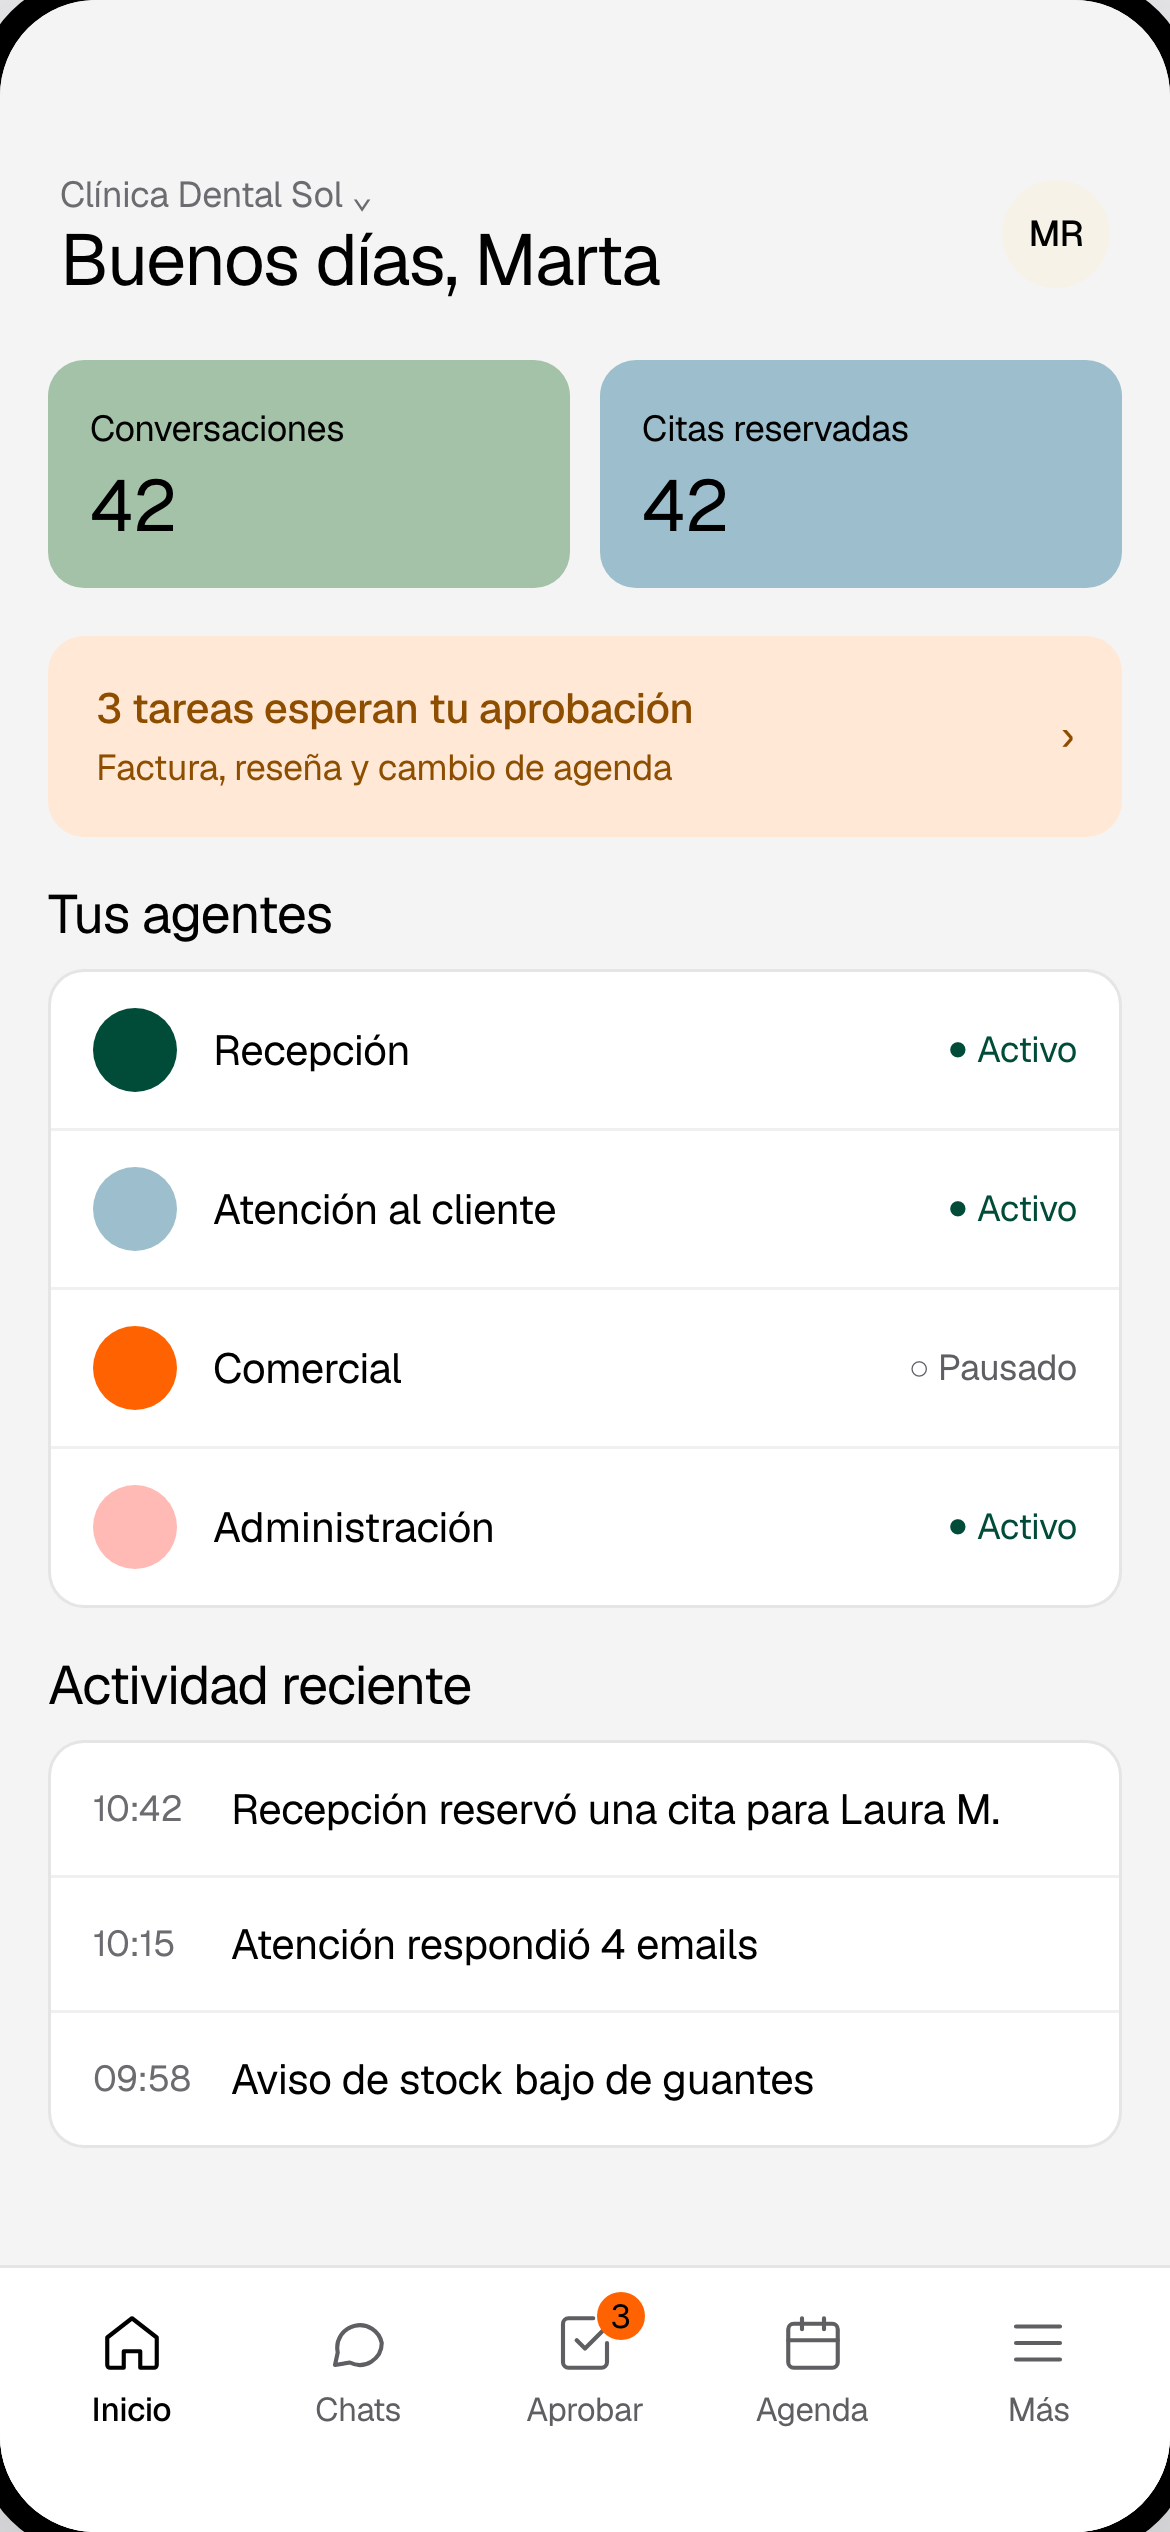 Clínica Dental Sol
Buenos días, Marta
MR
Conversaciones
42
Citas reservadas
42
3 tareas esperan tu aprobación
Factura, reseña y cambio de agenda
Tus agentes
Recepción
Activo
Atención al cliente
Activo
Comercial
Pausado
Administración
Activo
Actividad reciente
10:42 Recepción reservó una cita para Laura M.
10:15 Atención respondió 4 emails
09:58 Aviso de stock bajo de guantes
3
Inicio
Chats
Aprobar
Agenda
Más